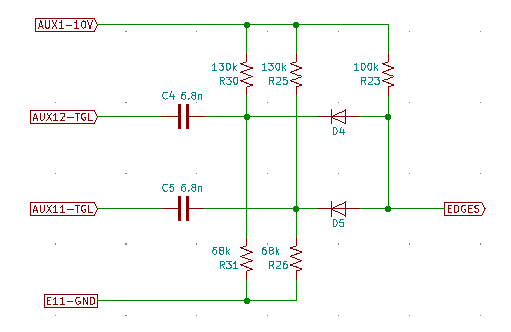 AUX1-10V
130k 130k 100k
R30 R25 R23
C4 6.8n
AUX12-TGL
D4
C5 6.8n
AUX11-TGL
EDGES
D5
68k 68k
R31 R26
E11-GND